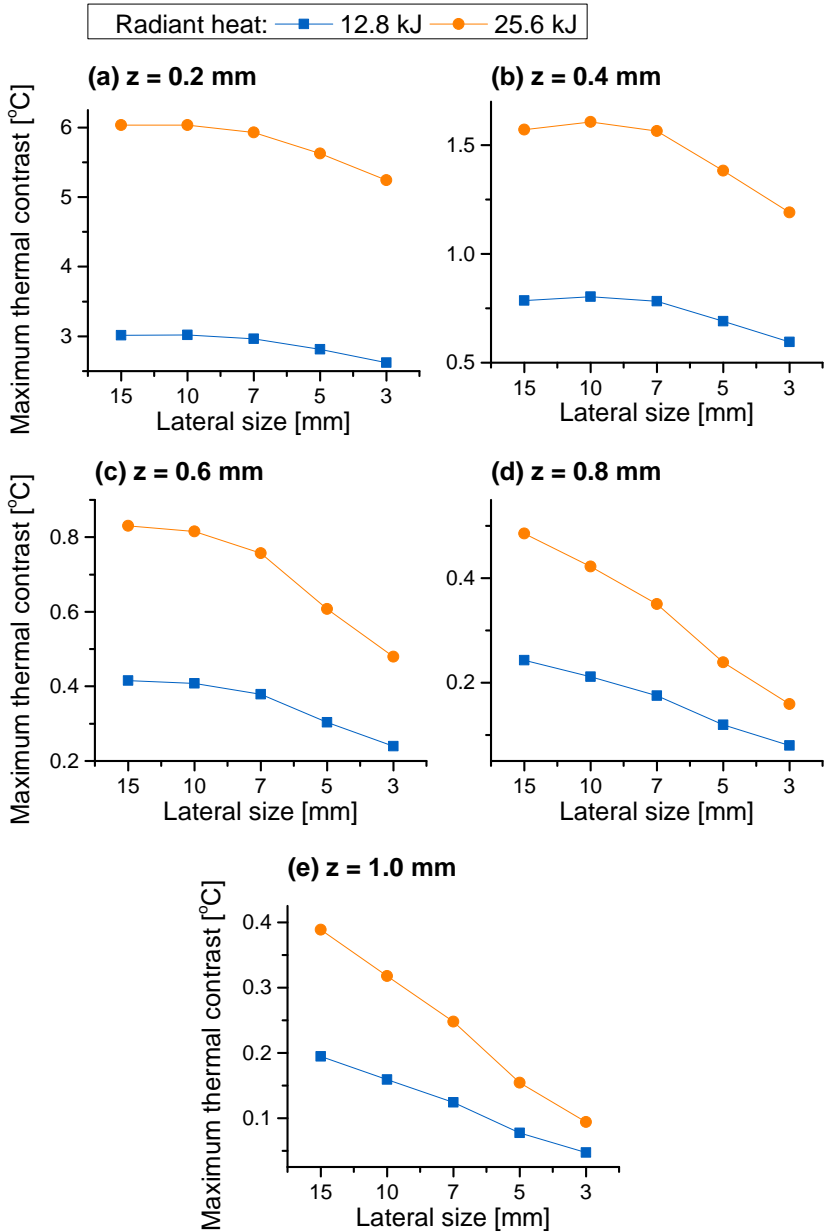 Radiant heat: 12.8 kJ 25.6 kJ
(a) z = 0.2 mm
Maximum thermal contrast [°C]
6
5
4
3
15 10 7 5 3
Lateral size [mm]
(b) z = 0.4 mm
1.5
1.0
0.5
15 10 7 5 3
Lateral size [mm]
(c) z = 0.6 mm
Maximum thermal contrast [°C]
0.8
0.6
0.4
0.2
15 10 7 5 3
Lateral size [mm]
(d) z = 0.8 mm
0.4
0.2
15 10 7 5 3
Lateral size [mm]
(e) z = 1.0 mm
Maximum thermal contrast [°C]
0.4
0.3
0.2
0.1
15 10 7 5 3
Lateral size [mm]